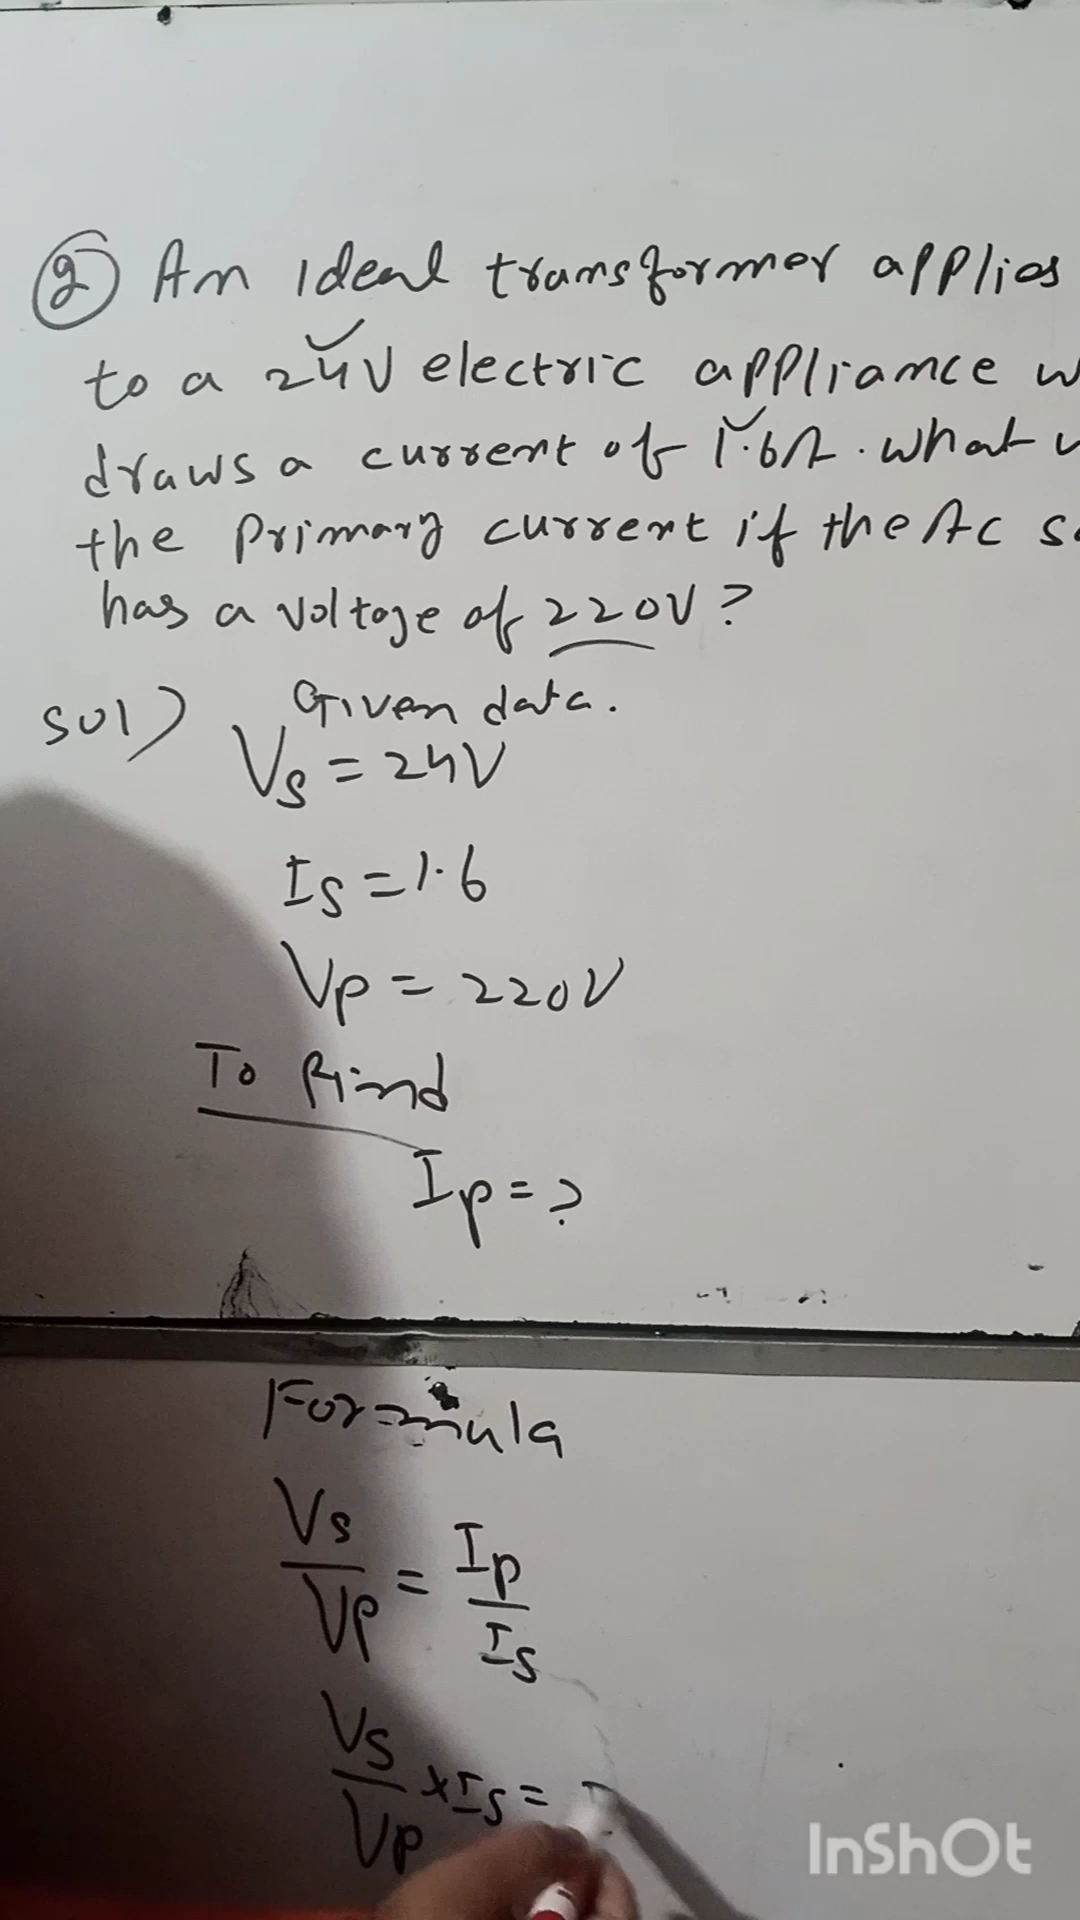 ② An ideal transformer applies
to a 24V electric appliance
draws a current of 1.6A. what
the Primary current if the AC
has a voltage of 220V?
Sol) Given data.
Vs = 24V
Is = 1.6
Vp = 220V
To Find
Ip = ?
Formula
Vs/Vp = Ip/Is
Vs/Vp × Is =
InShOt